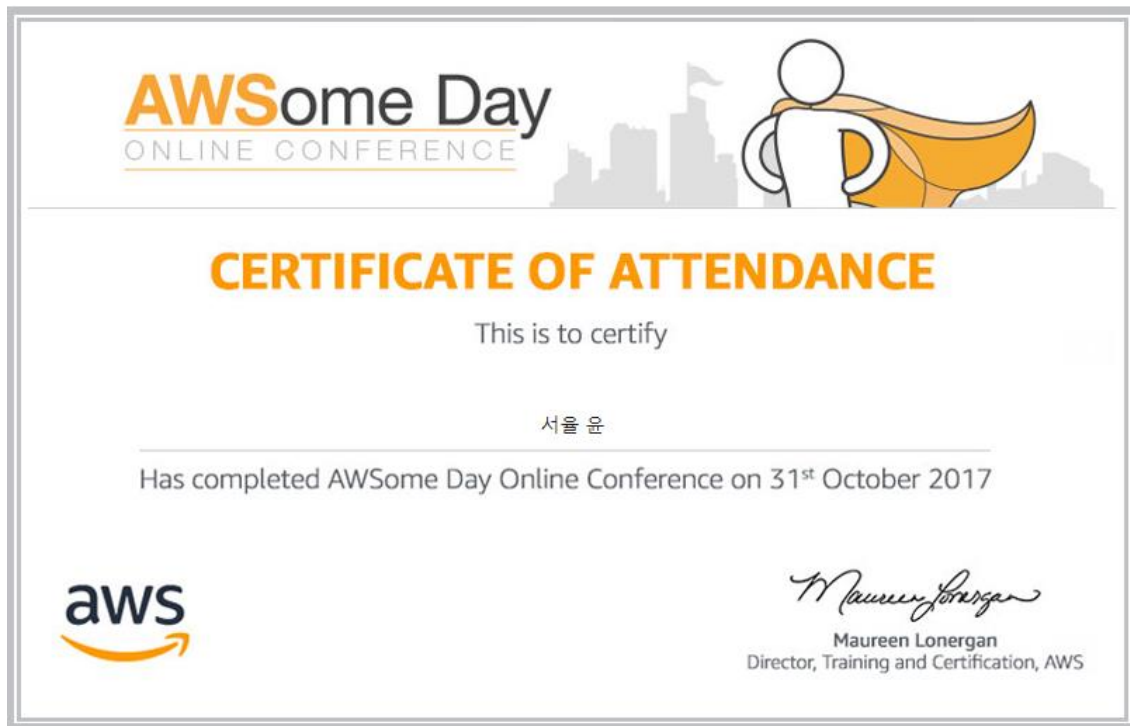 AWSome Day
ONLINE CONFERENCE
CERTIFICATE OF ATTENDANCE
This is to certify
서율 윤
Has completed AWSome Day Online Conference on 31st October 2017
aws
Maureen Lonergan
Maureen Lonergan
Director, Training and Certification, AWS